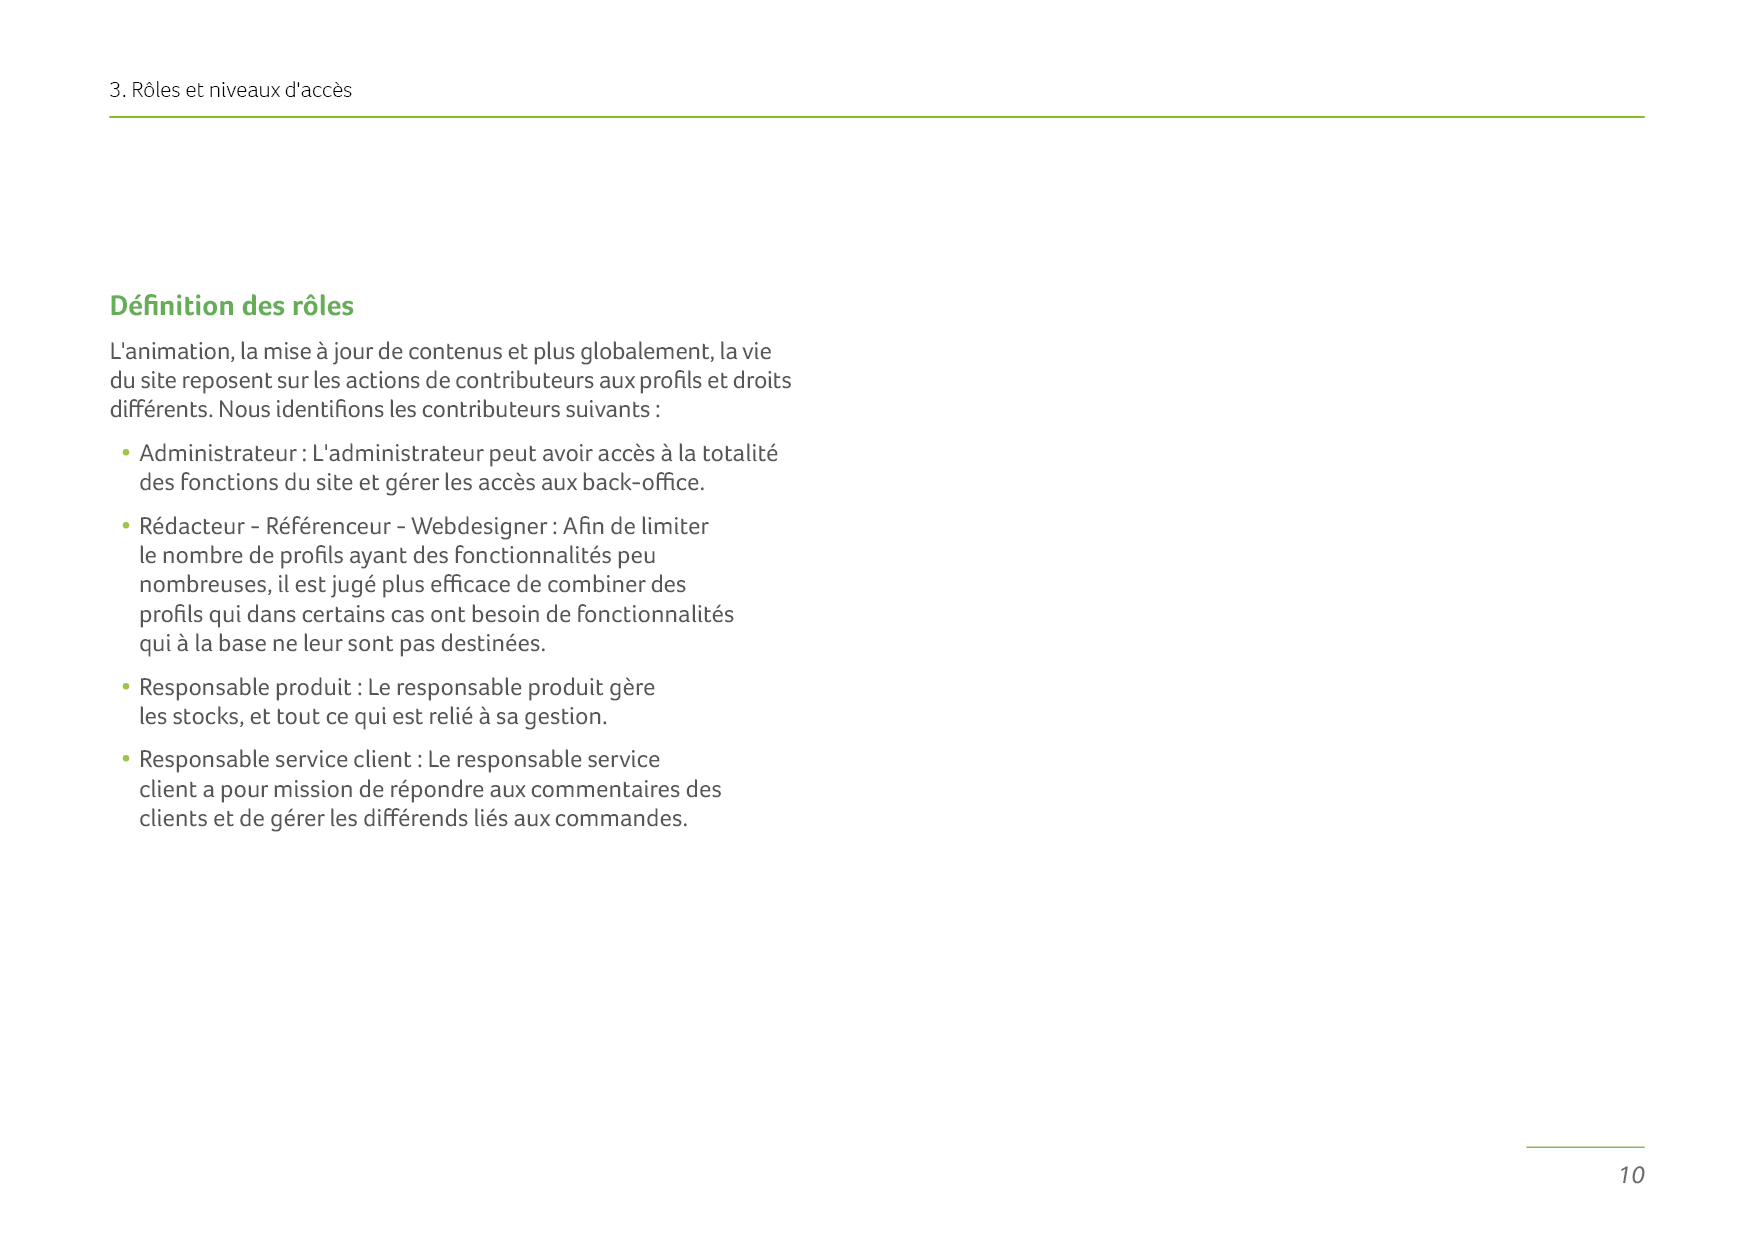 3. Rôles et niveaux d'accès
Définition des rôles
L'animation, la mise à jour de contenus et plus globalement, la vie
du site reposent sur les actions de contributeurs aux profils et droits
différents. Nous identifions les contributeurs suivants :
• Administrateur : L'administrateur peut avoir accès à la totalité
des fonctions du site et gérer les accès aux back-office.
• Rédacteur - Référenceur - Webdesigner : Afin de limiter
le nombre de profils ayant des fonctionnalités peu
nombreuses, il est jugé plus efficace de combiner des
profils qui dans certains cas ont besoin de fonctionnalités
qui à la base ne leur sont pas destinées.
• Responsable produit : Le responsable produit gère
les stocks, et tout ce qui est relié à sa gestion.
• Responsable service client : Le responsable service
client a pour mission de répondre aux commentaires des
clients et de gérer les différends liés aux commandes.
10